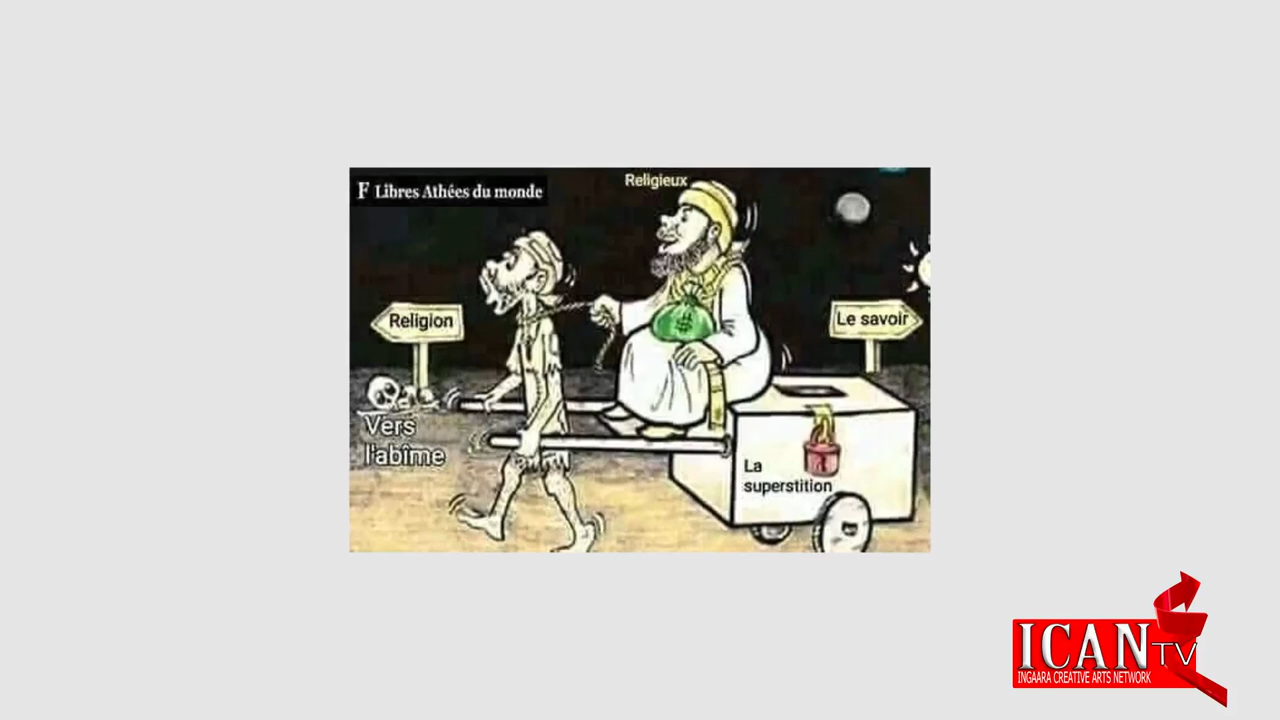 F Libres Athées du monde
Religieux
Religion
Le savoir
Vers
l'abîme
La
superstition
ICAN TV
INGAARA CREATIVE ARTS NETWORK